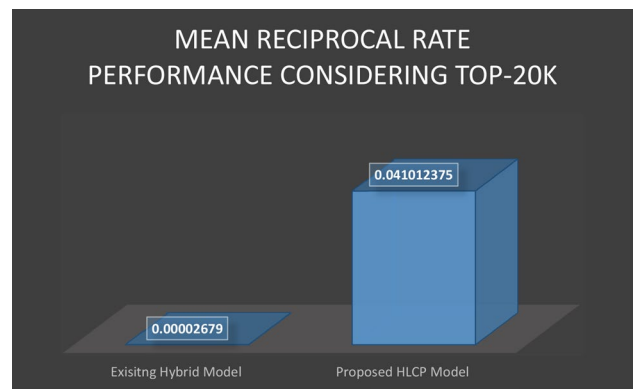 MEAN RECIPROCAL RATE
PERFORMANCE CONSIDERING TOP-20K
0.041012375
0.00002679
Exisitng Hybrid Model
Proposed HLCP Model